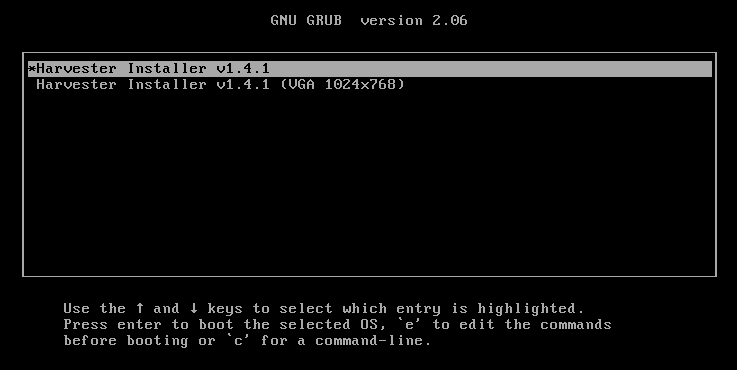 GNU GRUB  version 2.06
*Harvester Installer v1.4.1
Harvester Installer v1.4.1 (VGA 1024x768)
Use the ↑ and ↓ keys to select which entry is highlighted.
Press enter to boot the selected OS, `e' to edit the commands
before booting or `c' for a command-line.